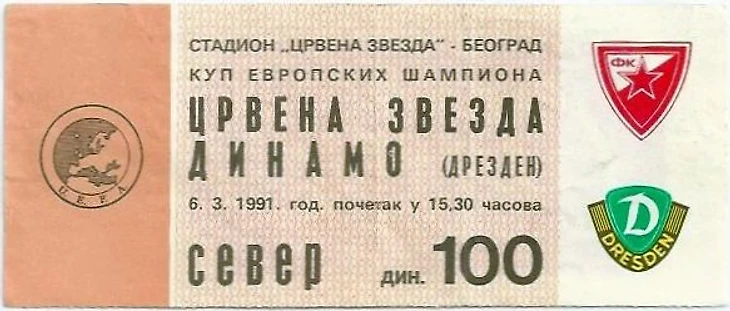 СТАДИОН „ЦРВЕНА ЗВЕЗДА“ - БЕОГРАД
КУП ЕВРОПСКИХ ШАМПИОНА
ЦРВЕНА ЗВЕЗДА
ДИНАМО (ДРЕЗДЕН)
6. 3. 1991. год. почетак у 15,30 часова
СЕВЕР ДИН. 100
UEFA
ФК
D
DRESDEN